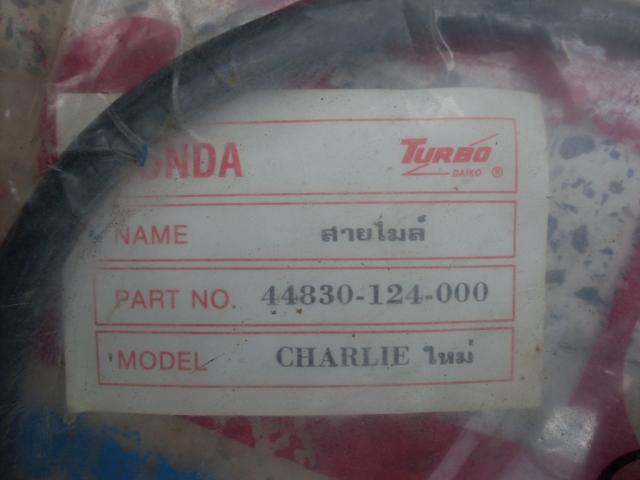 HONDA TURBO
DAIKO ®
NAME สายไมล์
PART NO. 44830-124-000
MODEL CHARLIE ใหม่